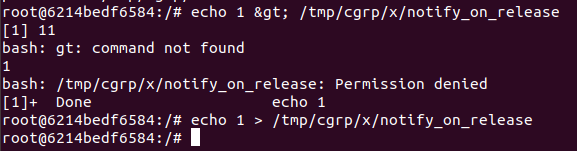 root@6214bedf6584:/# echo 1 &gt; /tmp/cgrp/x/notify_on_release
[1] 11
bash: gt: command not found
1
bash: /tmp/cgrp/x/notify_on_release: Permission denied
[1]+  Done                    echo 1
root@6214bedf6584:/# echo 1 > /tmp/cgrp/x/notify_on_release
root@6214bedf6584:/#